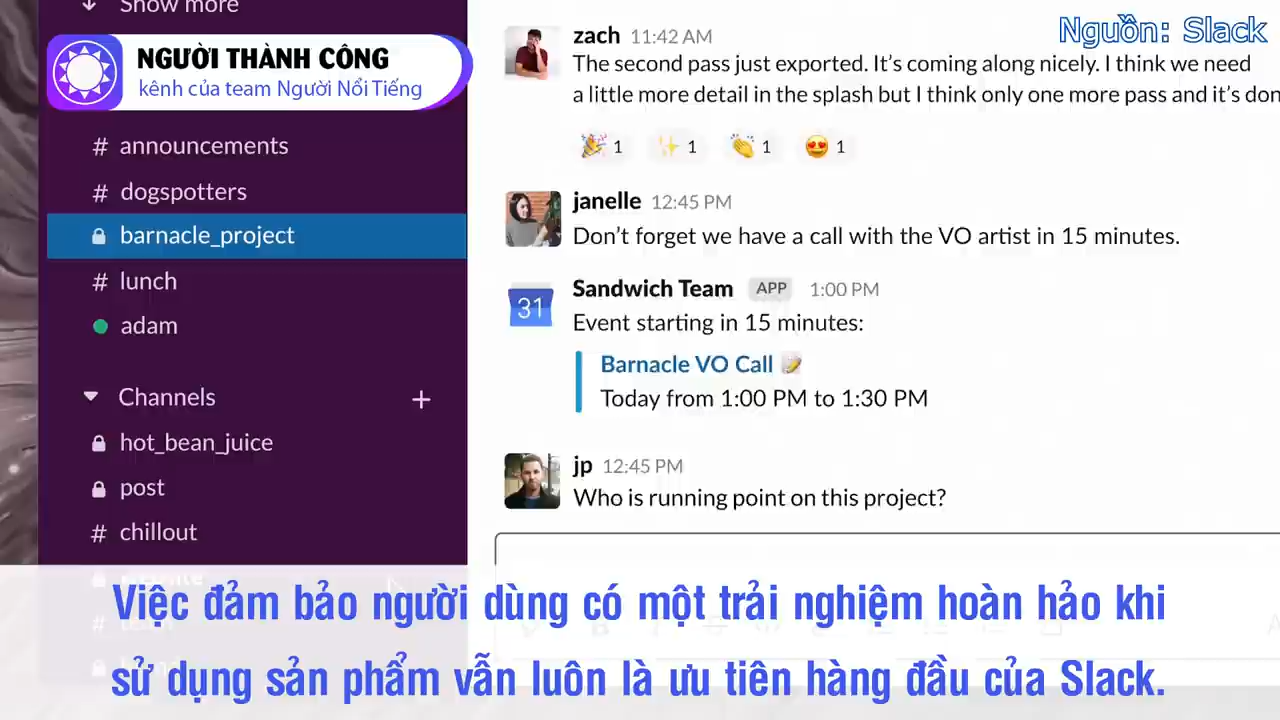 Show more
NGƯỜI THÀNH CÔNG
kênh của team Người Nổi Tiếng
# announcements
# dogspotters
barnacle_project
# lunch
adam
Channels +
hot_bean_juice
post
# chillout
Nguồn: Slack
zach 11:42 AM
The second pass just exported. It’s coming along nicely. I think we need
a little more detail in the splash but I think only one more pass and it’s don
1 1 1 1
janelle 12:45 PM
Don’t forget we have a call with the VO artist in 15 minutes.
31
Sandwich Team APP 1:00 PM
Event starting in 15 minutes:
Barnacle VO Call
Today from 1:00 PM to 1:30 PM
jp 12:45 PM
Who is running point on this project?
Việc đảm bảo người dùng có một trải nghiệm hoàn hảo khi
sử dụng sản phẩm vẫn luôn là ưu tiên hàng đầu của Slack.